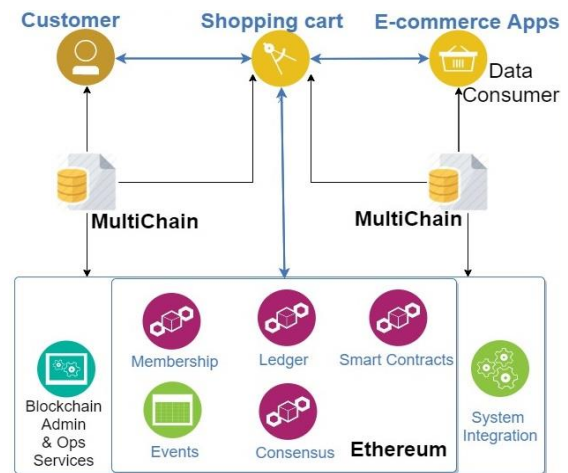 Customer
Shopping cart
E-commerce Apps
Data
Consumer
MultiChain
MultiChain
Membership
Ledger
Smart Contracts
Blockchain
Admin
& Ops
Services
Events
Consensus
Ethereum
System
Integration